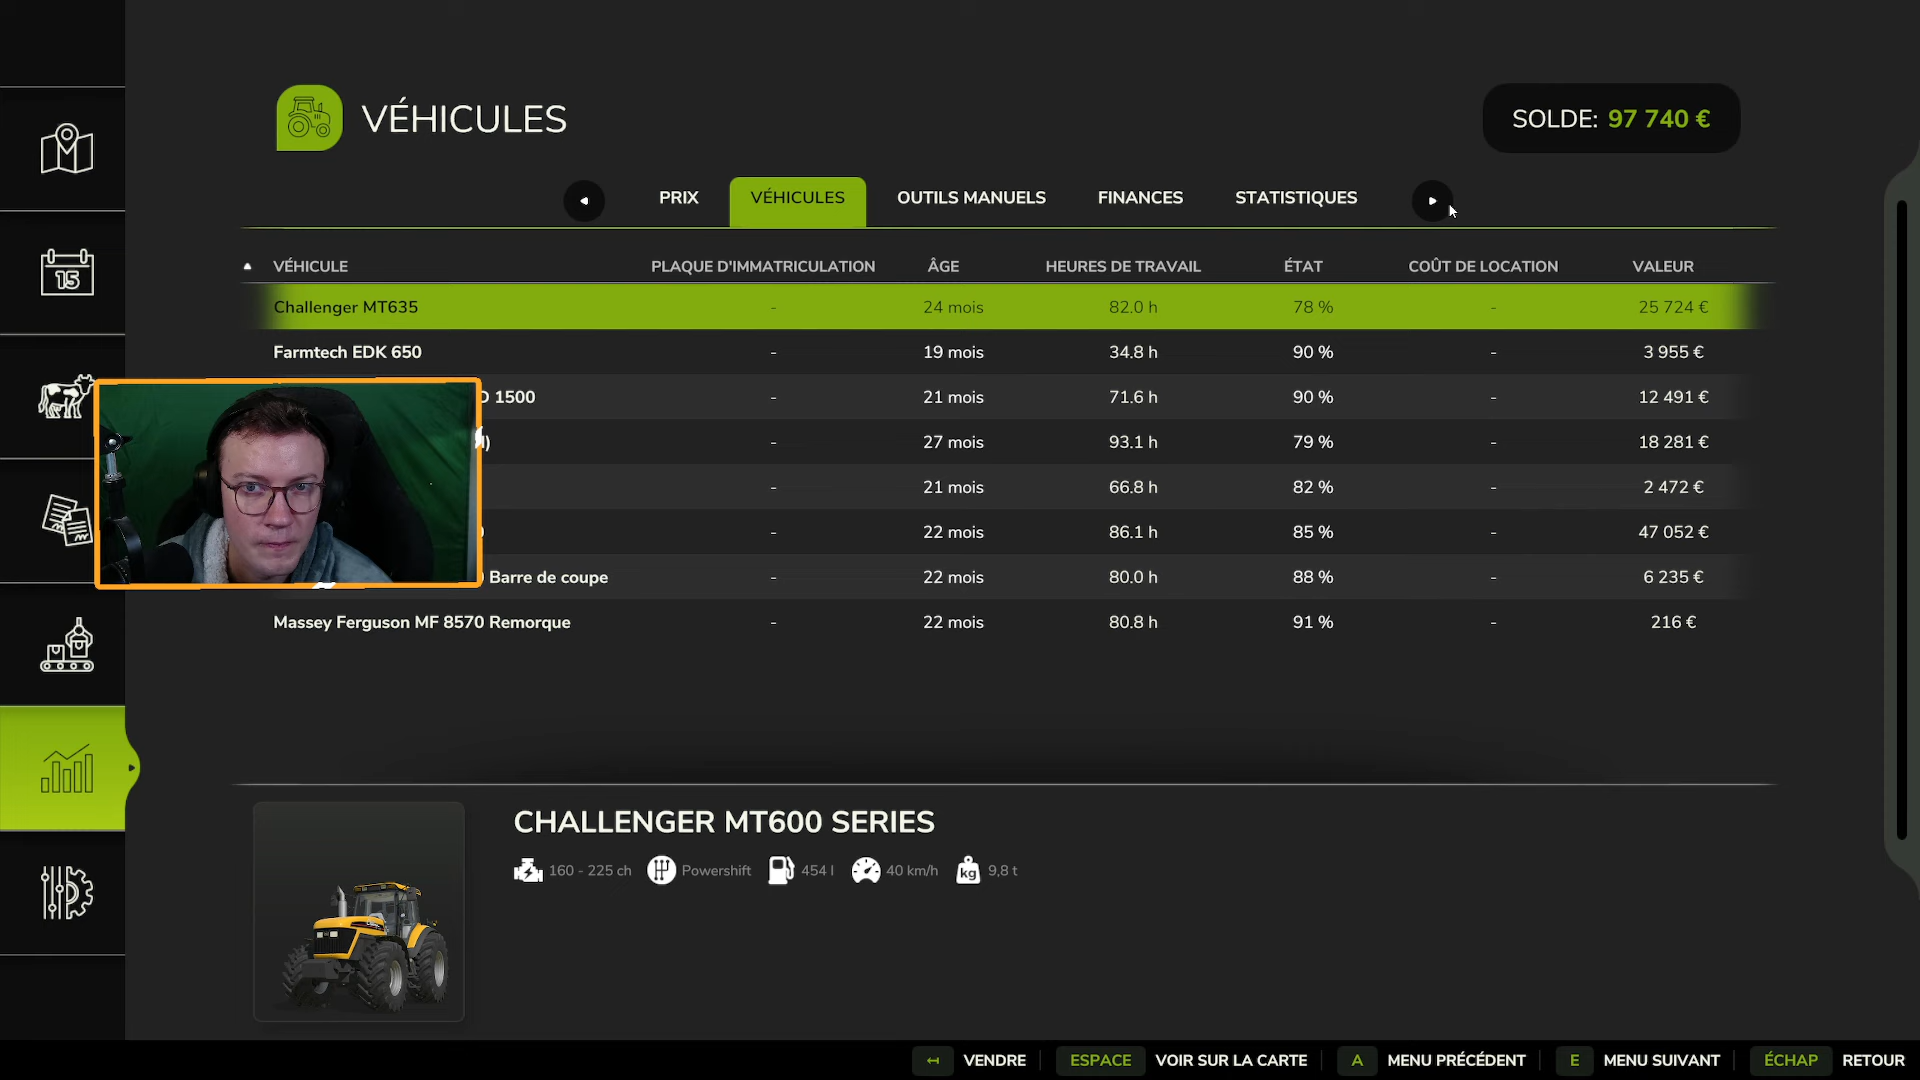 VÉHICULES
SOLDE: 97 740 €
PRIX VÉHICULES OUTILS MANUELS FINANCES STATISTIQUES
VÉHICULE PLAQUE D'IMMATRICULATION ÂGE HEURES DE TRAVAIL ÉTAT COÛT DE LOCATION VALEUR
Challenger MT635 - 24 mois 82.0 h 78 % - 25 724 €
Farmtech EDK 650 - 19 mois 34.8 h 90 % - 3 955 €
1500 - 21 mois 71.6 h 90 % - 12 491 €
- 27 mois 93.1 h 79 % - 18 281 €
- 21 mois 66.8 h 82 % - 2 472 €
- 22 mois 86.1 h 85 % - 47 052 €
Barre de coupe - 22 mois 80.0 h 88 % - 6 235 €
Massey Ferguson MF 8570 Remorque - 22 mois 80.8 h 91 % - 216 €
15
CHALLENGER MT600 SERIES
160 - 225 ch Powershift 454 l 40 km/h kg 9,8 t
VENDRE ESPACE VOIR SUR LA CARTE A MENU PRÉCÉDENT E MENU SUIVANT ÉCHAP RETOUR